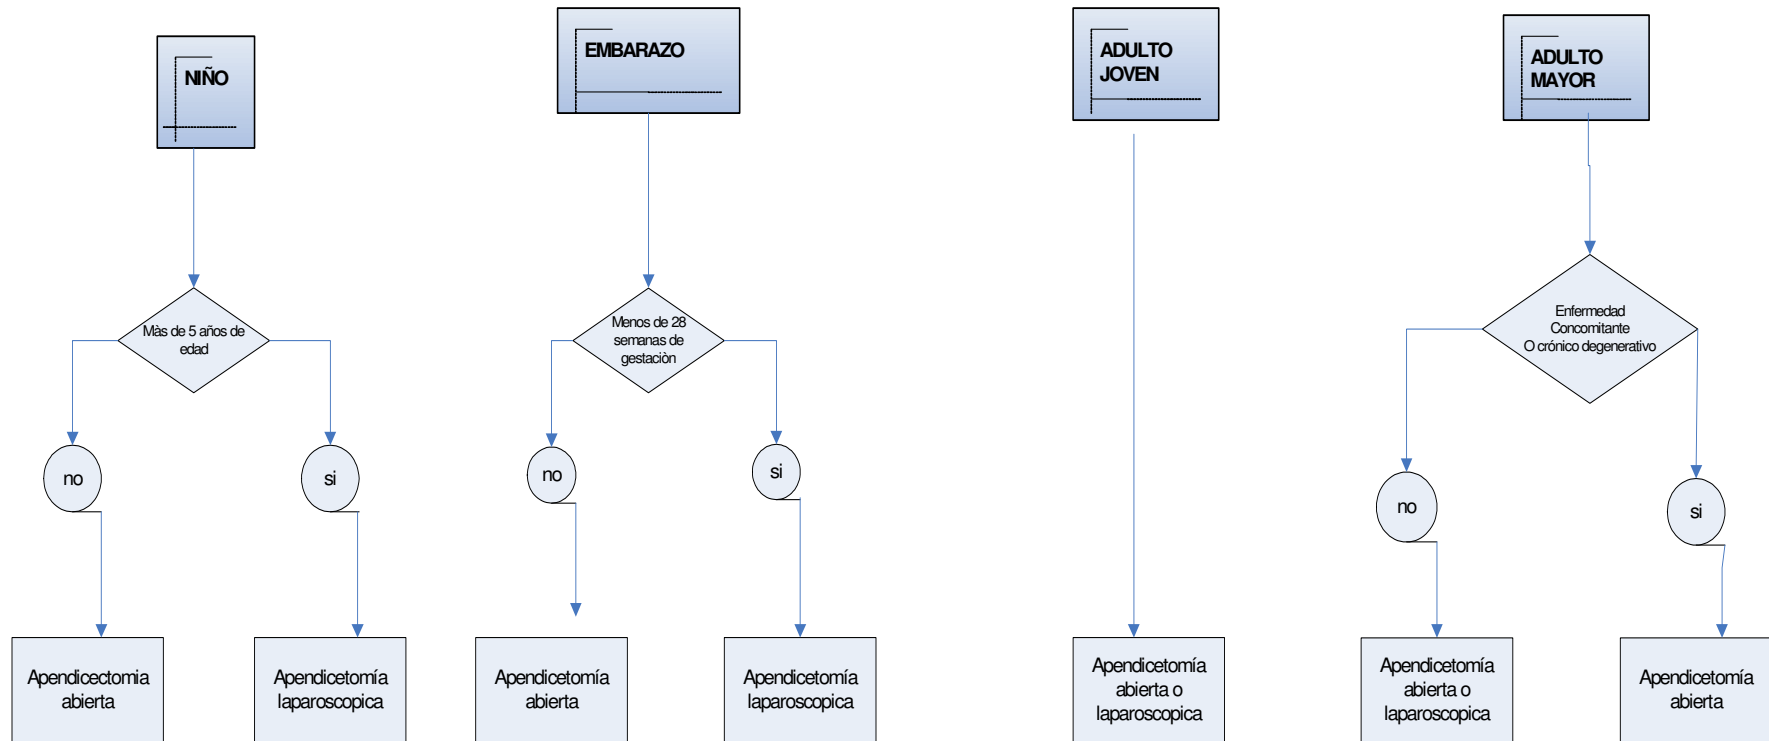 NIÑO
EMBARAZO
ADULTO
JOVEN
ADULTO
MAYOR
Màs de 5 años de
edad
Menos de 28
semanas de
gestaciòn
Enfermedad
Concomitante
O crónico degenerativo
no
si
no
si
no
si
Apendicectomia
abierta
Apendicetomía
laparoscopica
Apendicetomía
abierta
Apendicetomía
laparoscopica
Apendicetomía
abierta o
laparoscopica
Apendicetomía
abierta o
laparoscopica
Apendicetomía
abierta